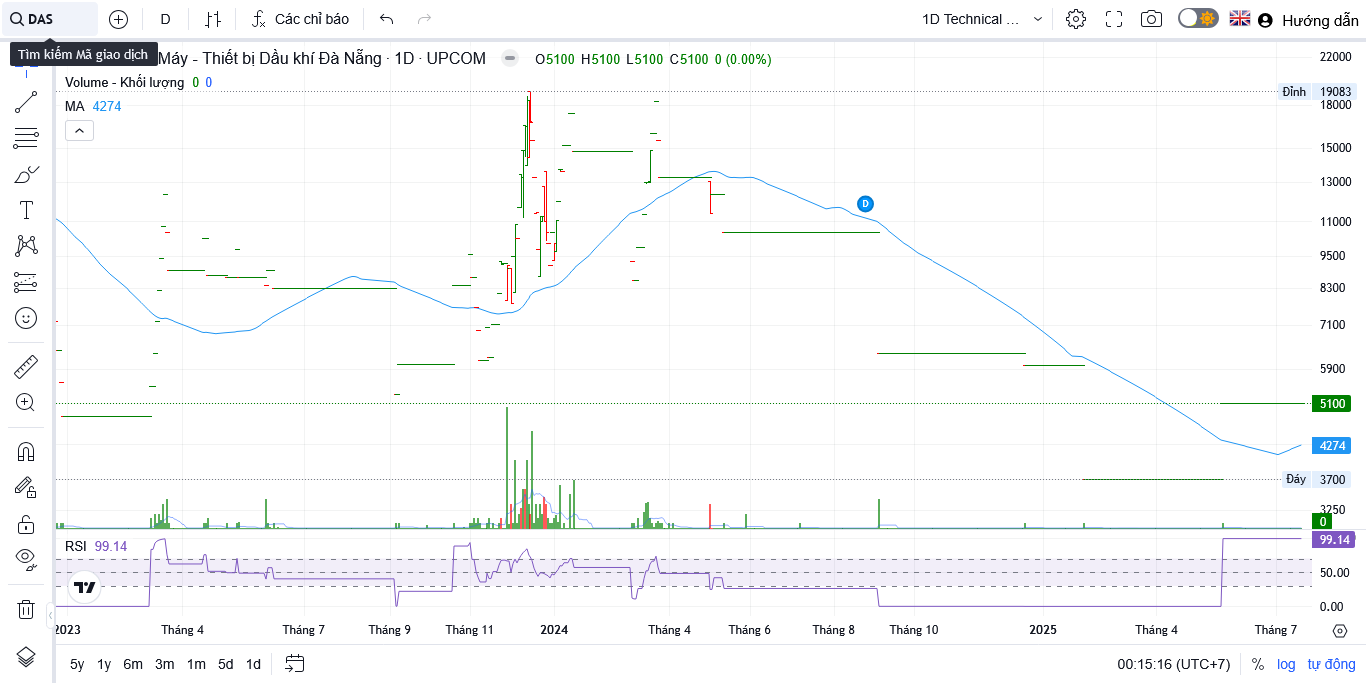 DAS
D
Các chỉ báo
1D Technical ...
Hướng dẫn
Tìm kiếm Mã giao dịch
Máy - Thiết bị Dầu khí Đà Nẵng · 1D · UPCOM
O5100 H5100 L5100 C5100 0 (0.00%)
Volume - Khối lượng 0 0
MA 4274
22000
Đỉnh 19083
18000
15000
13000
D
11000
9500
8300
7100
5900
5100
4274
Đáy 3700
3250
0
RSI 99.14
99.14
50.00
0.00
2023 Tháng 4 Tháng 7 Tháng 9 Tháng 11 2024 Tháng 4 Tháng 6 Tháng 8 Tháng 10 2025 Tháng 4 Tháng 7
5y 1y 6m 3m 1m 5d 1d
00:15:16 (UTC+7) % log tự động